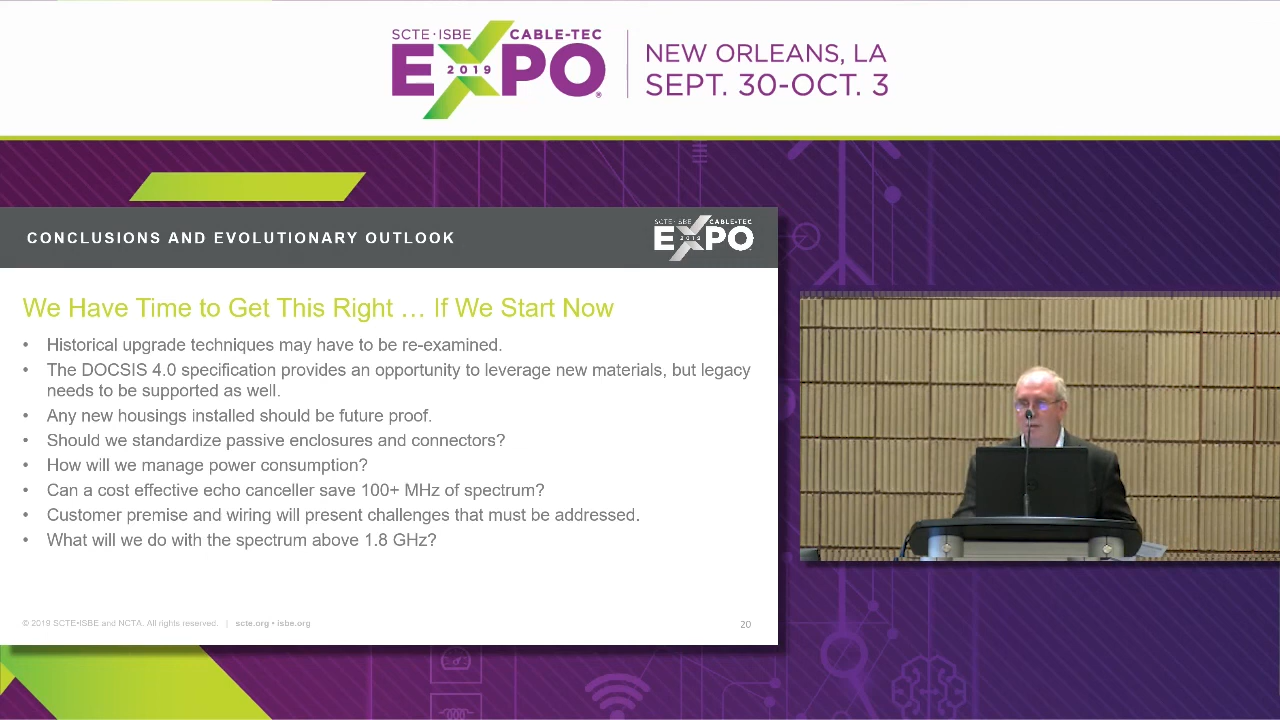 SCTE·ISBE CABLE-TEC
EXPO
2019
NEW ORLEANS, LA
SEPT. 30-OCT. 3
CONCLUSIONS AND EVOLUTIONARY OUTLOOK
SCTE·ISBE CABLE-TEC
EXPO
2019
We Have Time to Get This Right … If We Start Now
• Historical upgrade techniques may have to be re-examined.
• The DOCSIS 4.0 specification provides an opportunity to leverage new materials, but legacy
needs to be supported as well.
• Any new housings installed should be future proof.
• Should we standardize passive enclosures and connectors?
• How will we manage power consumption?
• Can a cost effective echo canceller save 100+ MHz of spectrum?
• Customer premise and wiring will present challenges that must be addressed.
• What will we do with the spectrum above 1.8 GHz?
© 2019 SCTE•ISBE and NCTA. All rights reserved. | scte.org • isbe.org
20